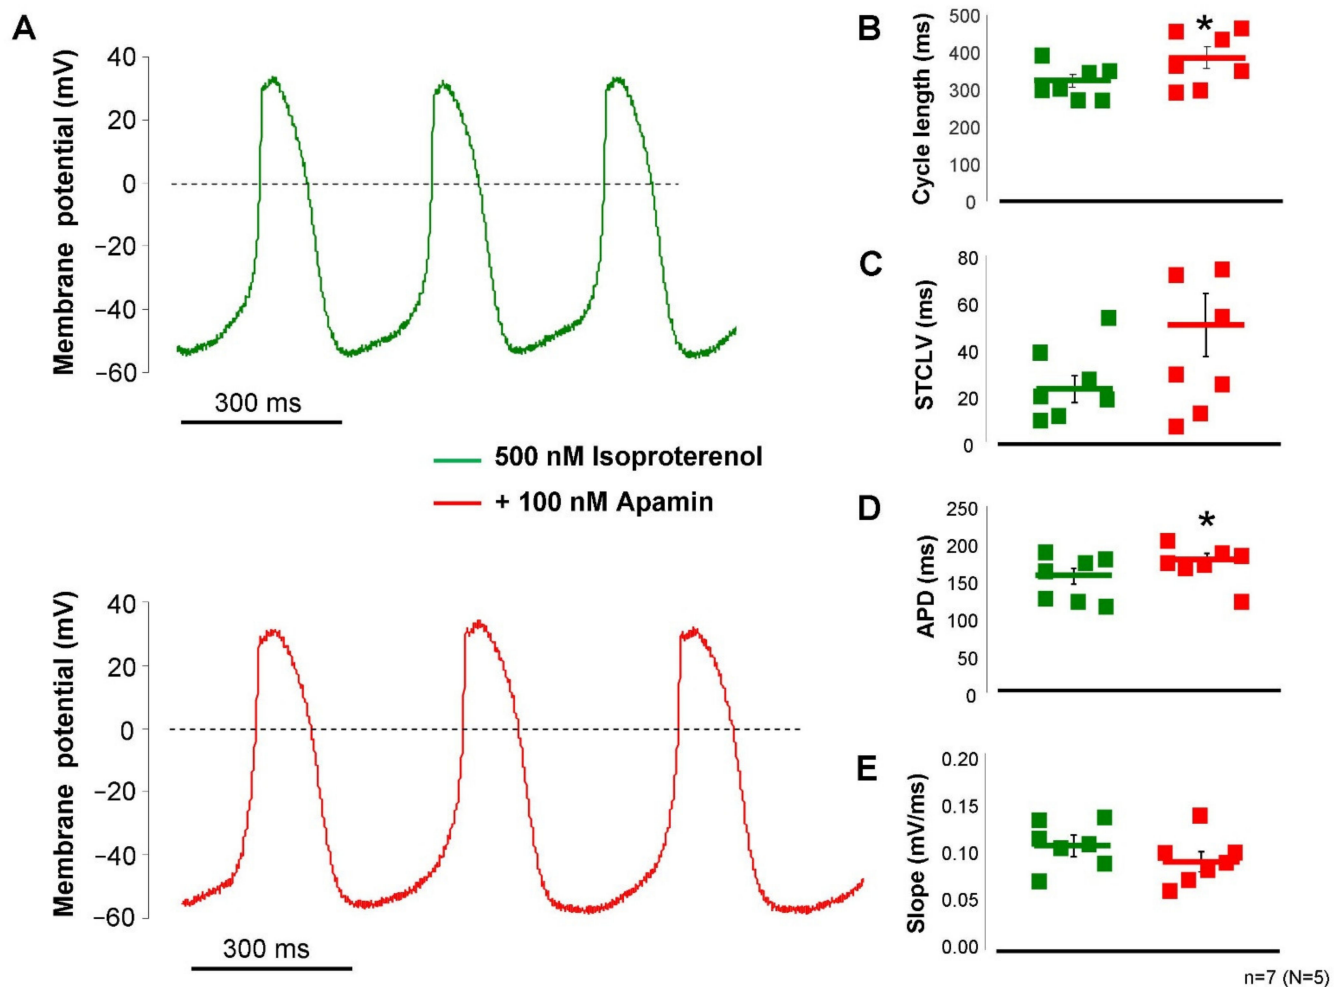 A
Membrane potential (mV)
40
20
0
−20
−40
−60
300 ms
500 nM Isoproterenol
+ 100 nM Apamin
Membrane potential (mV)
40
20
0
−20
−40
−60
300 ms
B
Cycle length (ms)
500
400
300
200
100
0
*
C
STCLV (ms)
80
60
40
20
0
D
APD (ms)
250
200
150
100
50
0
*
E
Slope (mV/ms)
0.20
0.15
0.10
0.05
0.00
n=7 (N=5)